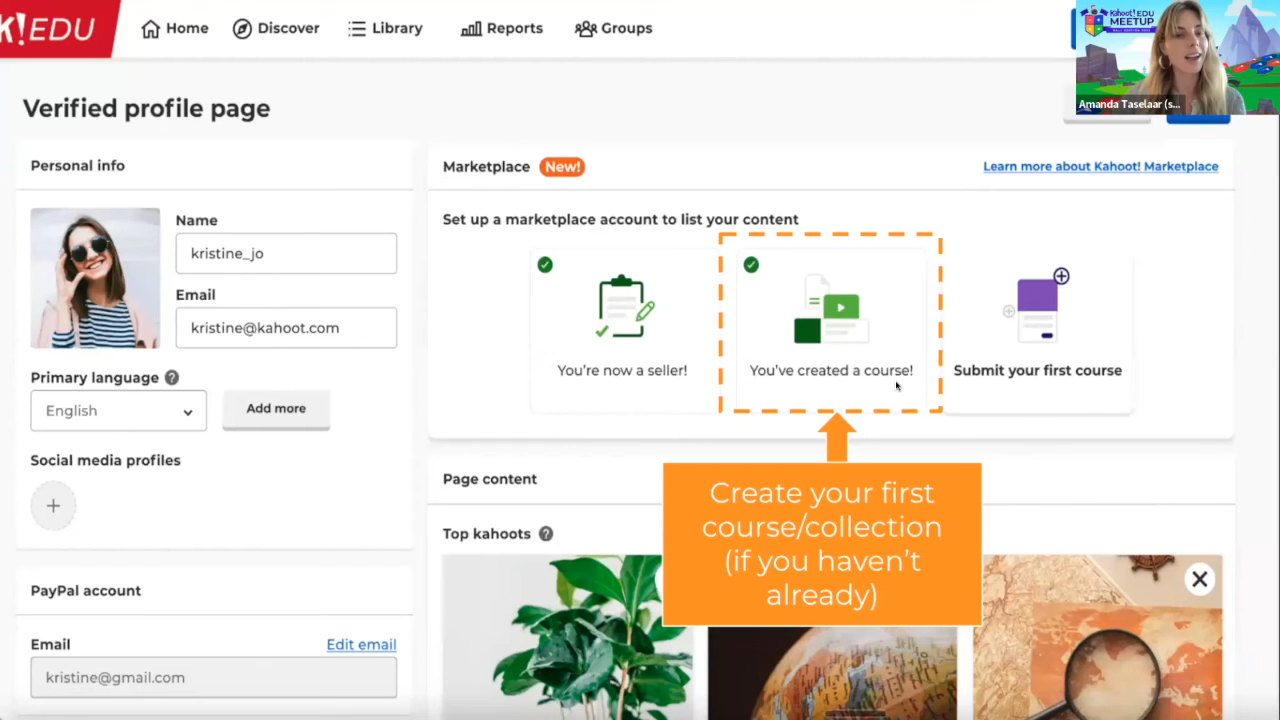 K!EDU
Home
Discover
Library
Reports
Groups
Kahoot! EDU
MEETUP
Amanda Taselaar (s...
Verified profile page
Personal info
Name
kristine_jo
Email
kristine@kahoot.com
Primary language ?
English
Add more
Social media profiles
PayPal account
Email
Edit email
kristine@gmail.com
Marketplace
New!
Learn more about Kahoot! Marketplace
Set up a marketplace account to list your content
You're now a seller!
You've created a course!
Submit your first course
Page content
Top kahoots ?
Create your first
course/collection
(if you haven't
already)